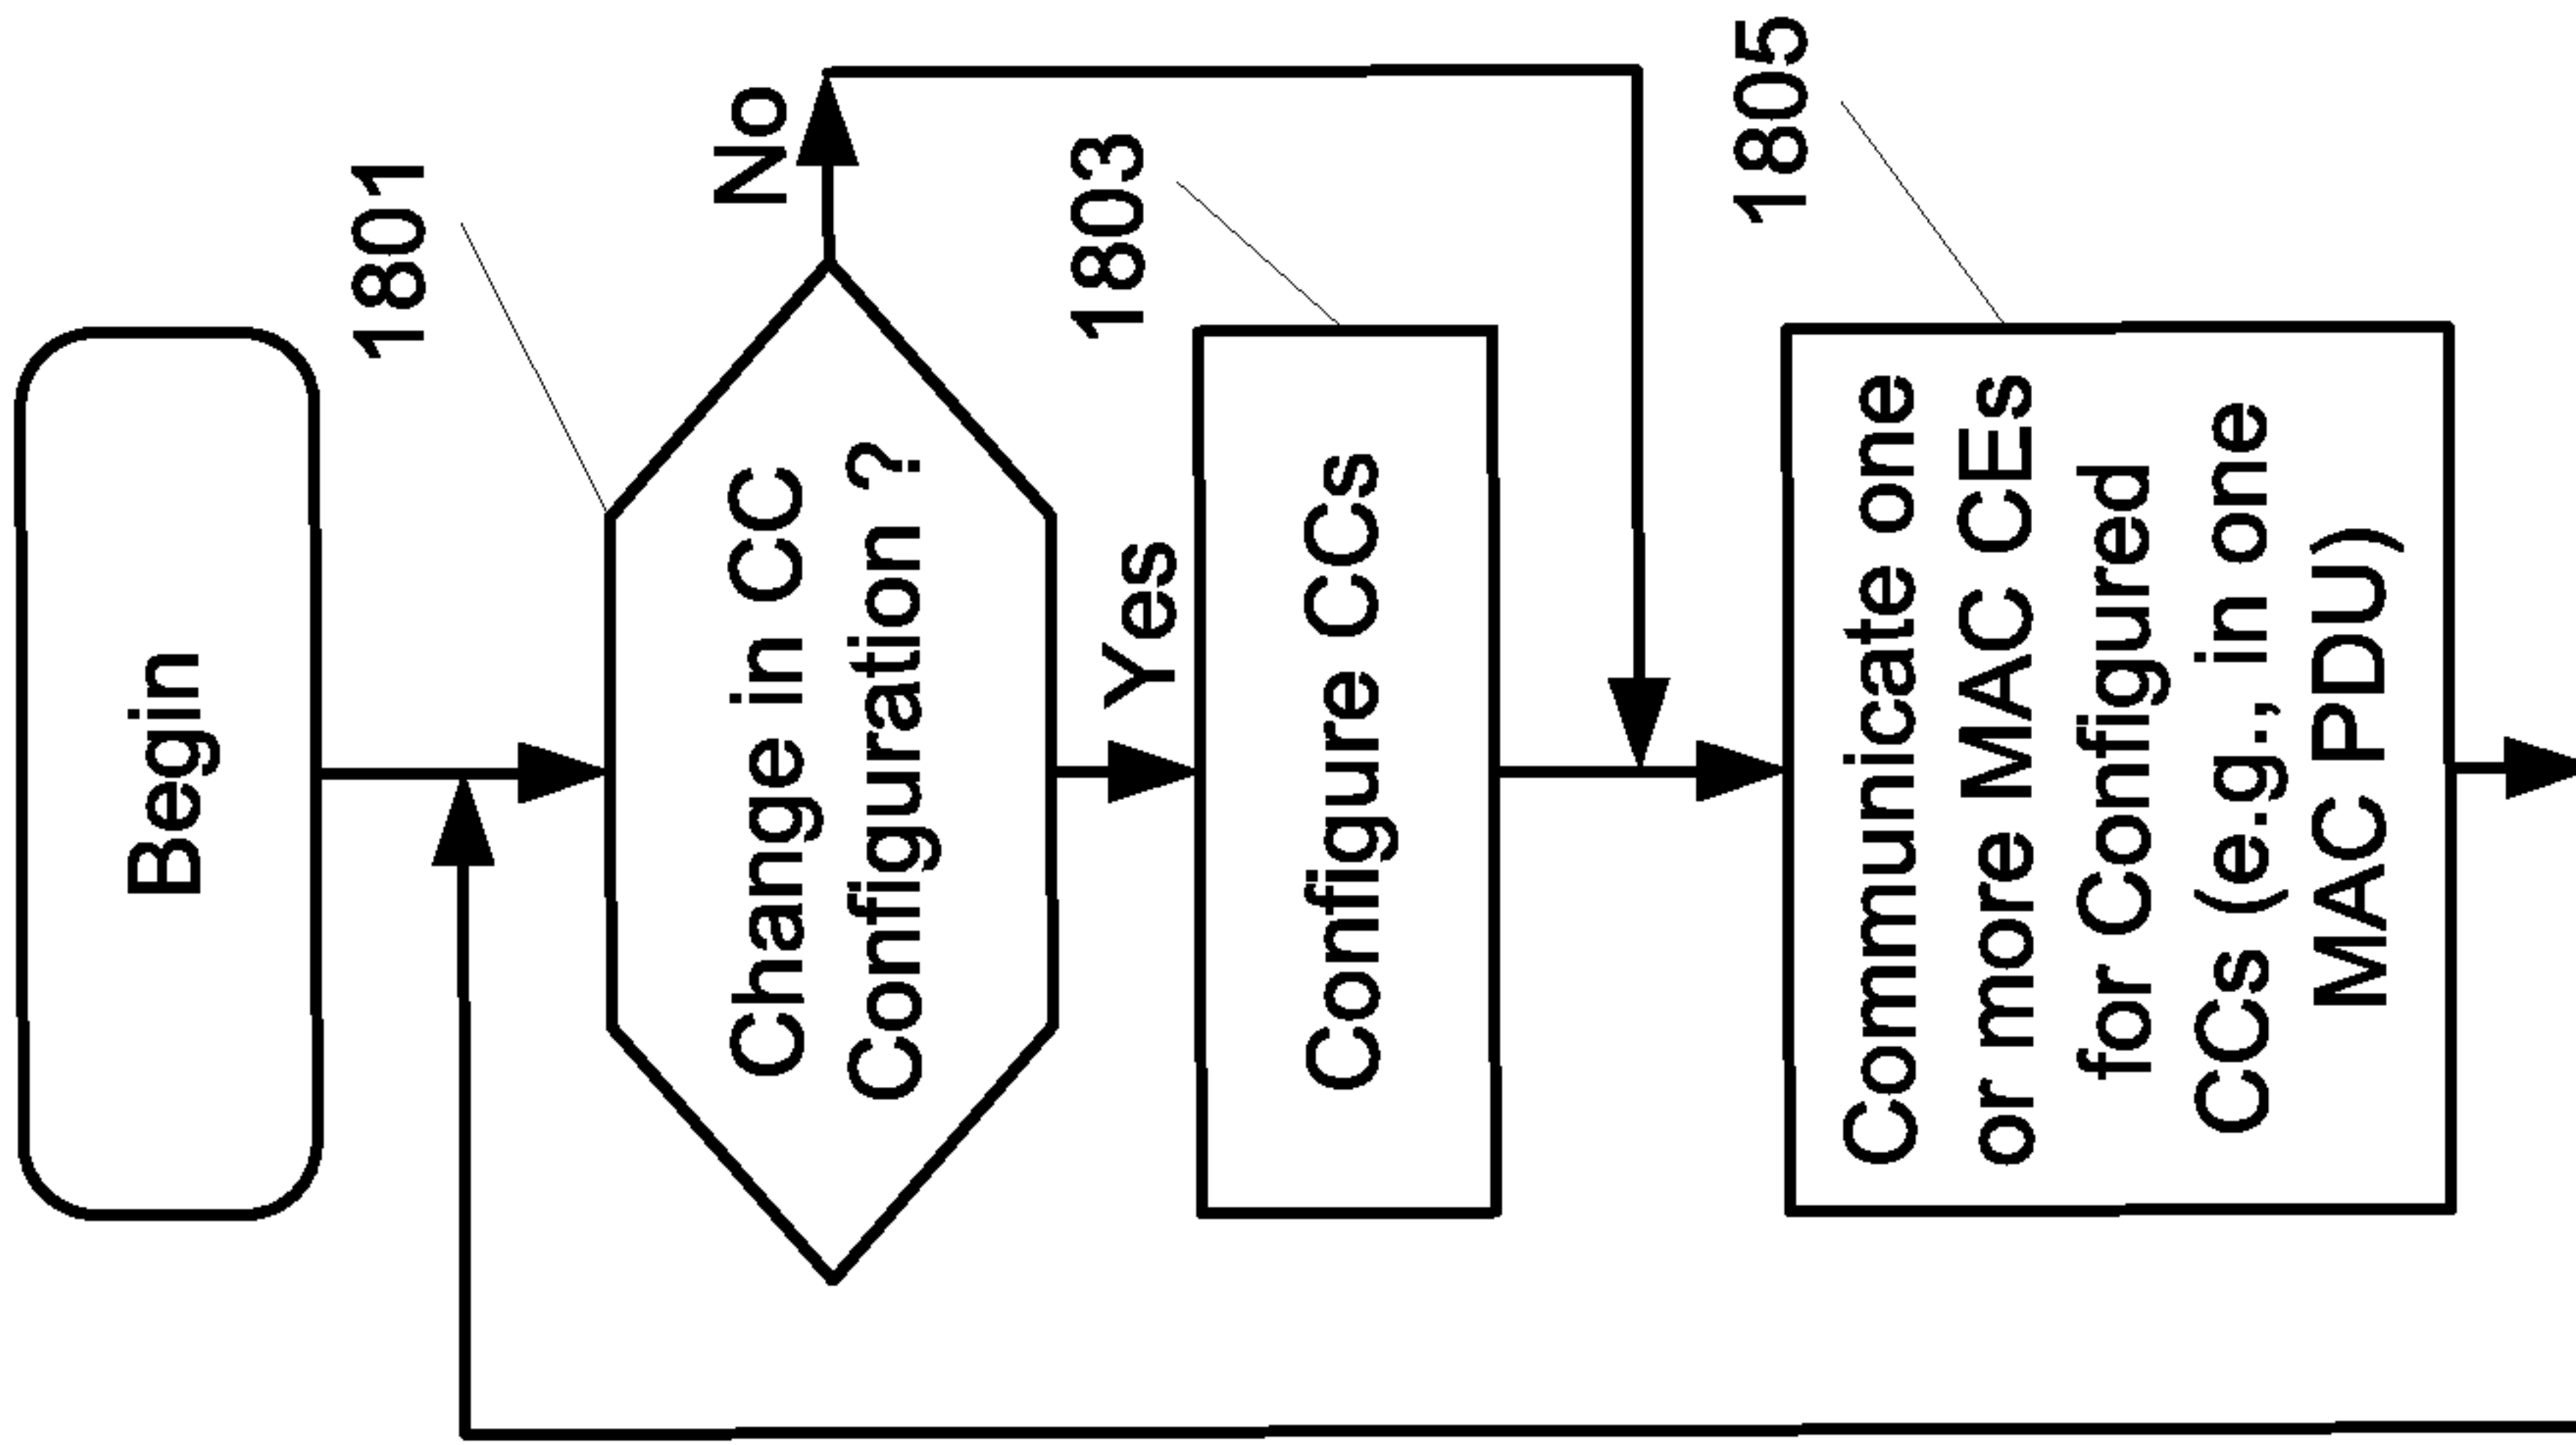 Begin
1801
Change in CC
Configuration ?
No
Yes
1803
Configure CCs
1805
Communicate one
or more MAC CEs
for Configured
CCs (e.g., in one
MAC PDU)